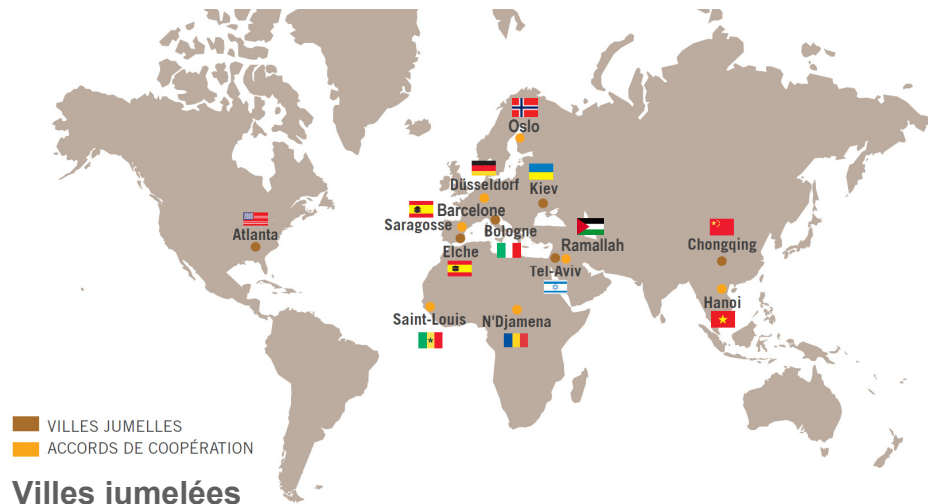 Oslo
Düsseldorf
Kiev
Barcelone
Saragosse
Bologne
Elche
Atlanta
Ramallah
Tel-Aviv
Chongqing
Hanoi
Saint-Louis
N'Djamena
VILLES JUMELLES
ACCORDS DE COOPÉRATION
Villes jumelées